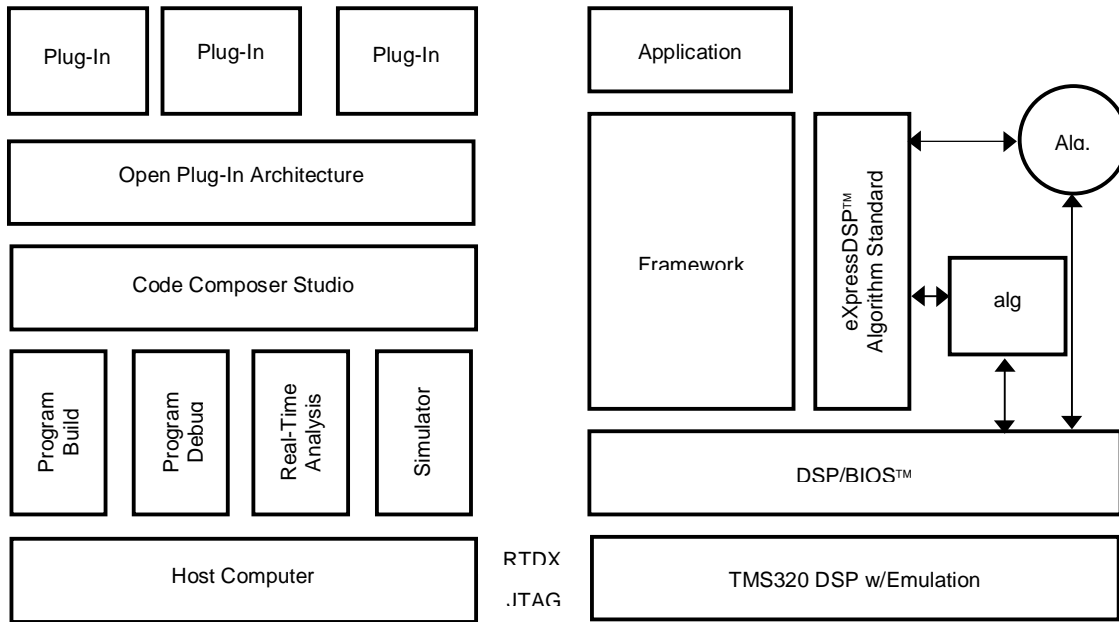 Plug-In
Plug-In
Plug-In
Open Plug-In Architecture
Code Composer Studio
Program
Build
Program
Debug
Real-Time
Analysis
Simulator
Host Computer
RTDX
JTAG
Application
Framework
eXpressDSP™
Algorithm Standard
Alg.
alg
DSP/BIOS™
TMS320 DSP w/Emulation